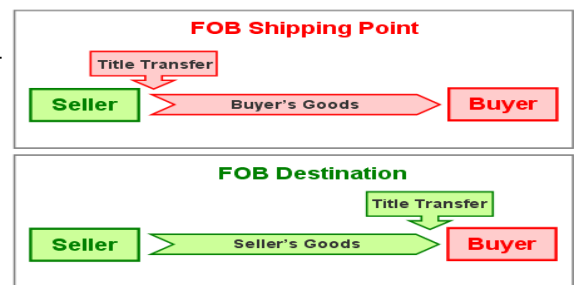 FOB Shipping Point
Title Transfer
Seller
Buyer's Goods
Buyer
FOB Destination
Title Transfer
Seller
Seller's Goods
Buyer